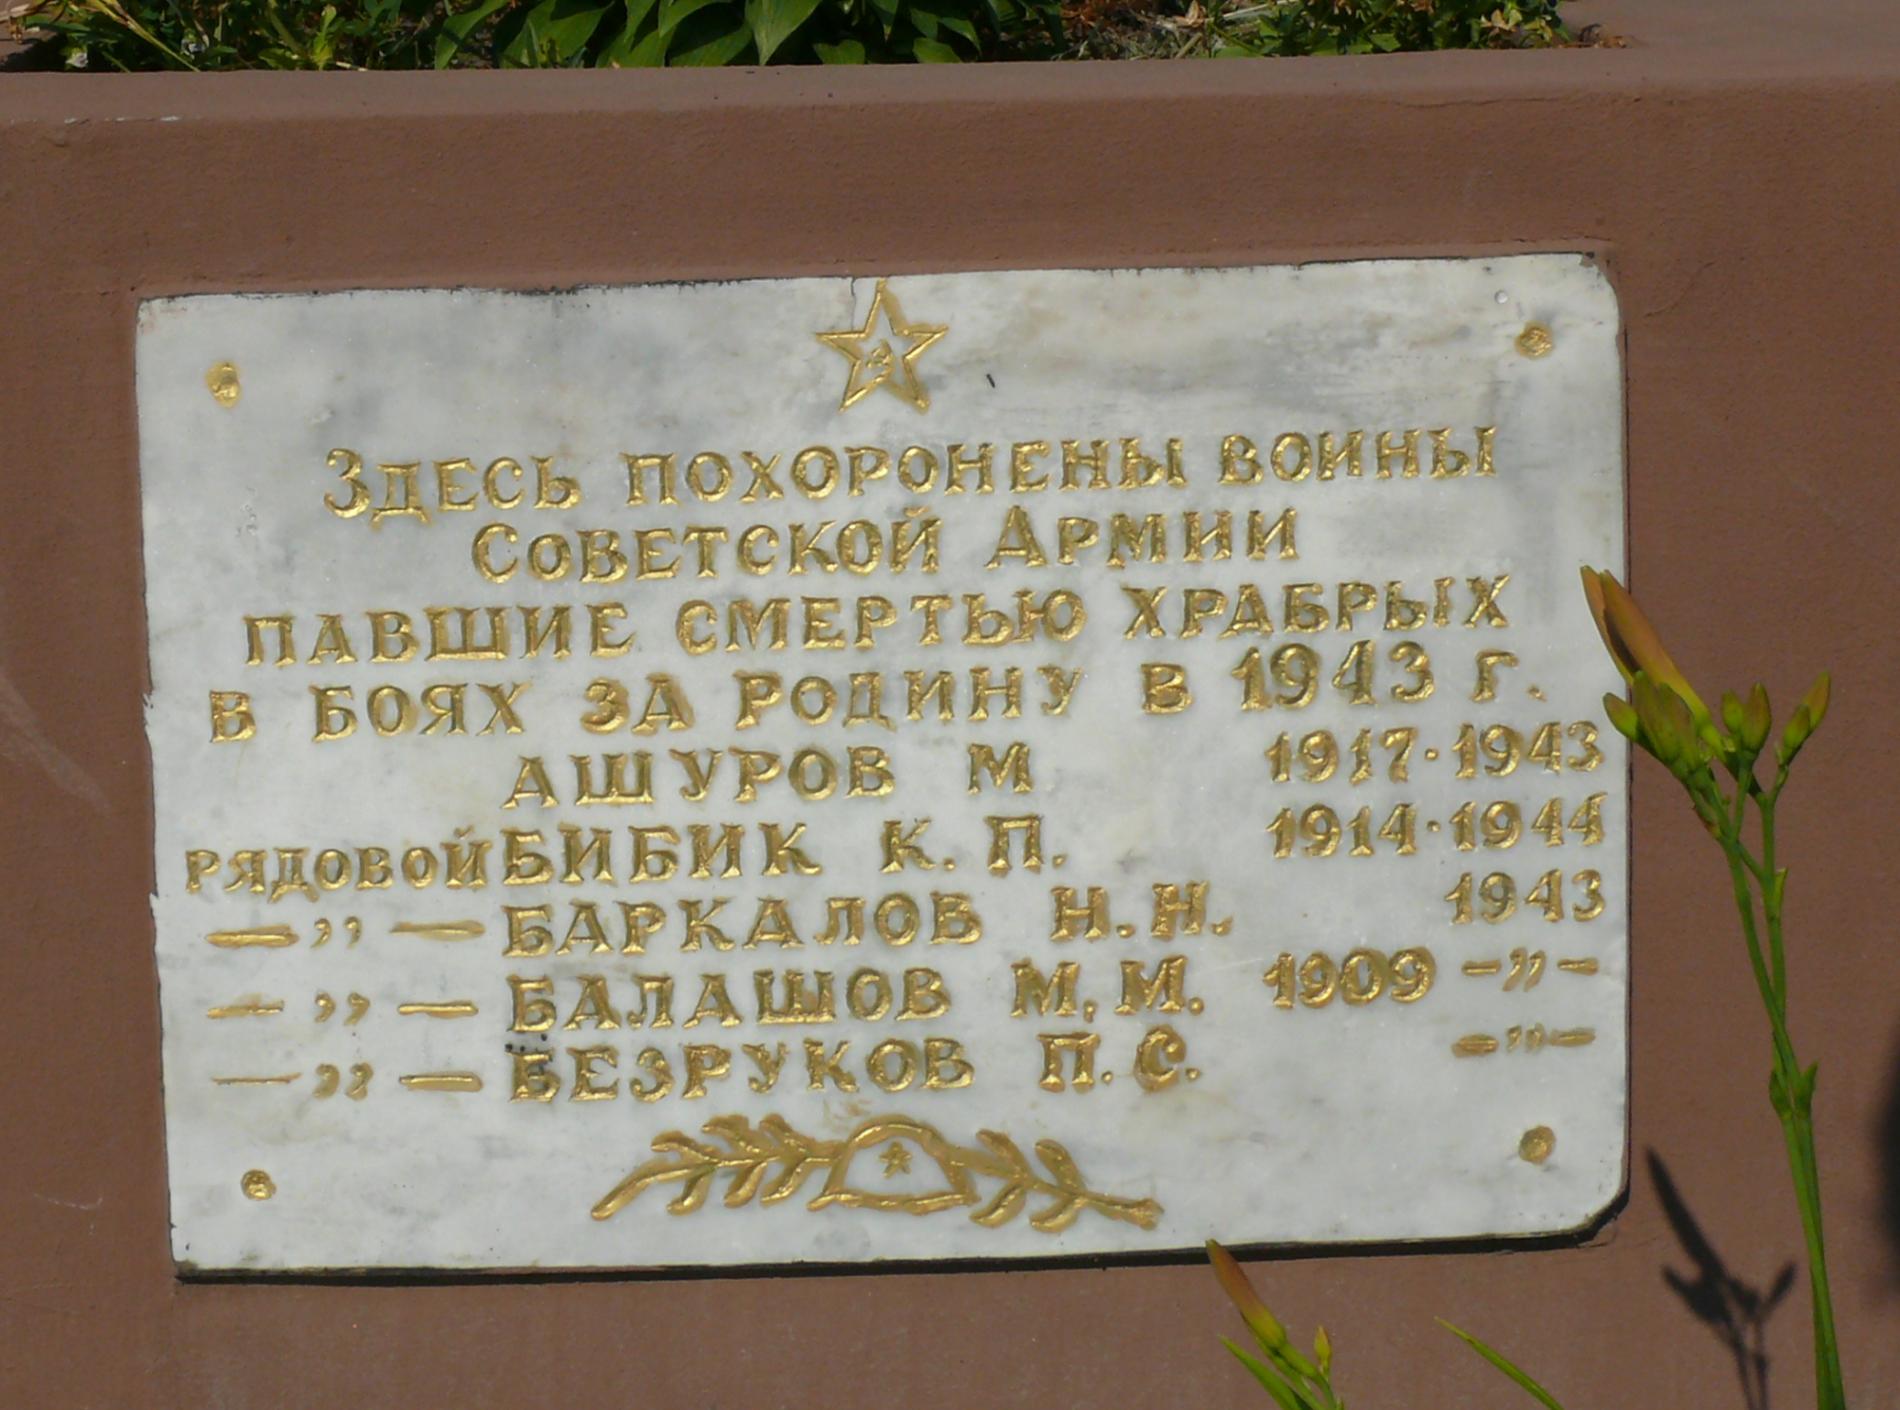 Здесь похоронены воины
Советской Армии
павшие смертью храбрых
в боях за Родину в 1943 г.
Ашуров М 1917-1943
рядовой Бибик К. П. 1914-1944
— ,, — Баркалов Н. Н. 1943
— ,, — Балашов М. М. 1909 -,,-
— ,, — Безруков П. С. -,,-